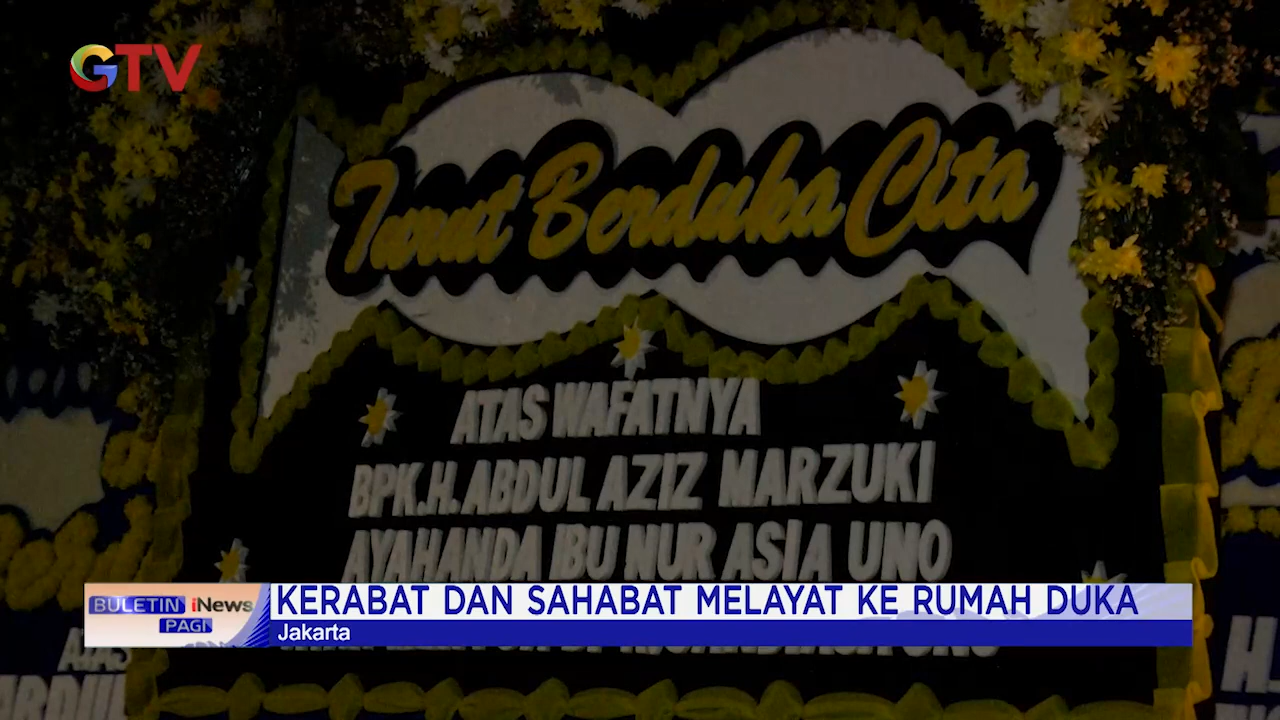 GTV
Turut Berduka Cita
ATAS WAFATNYA
BPK.H.ABDUL AZIZ MARZUKI
AYAHANDA IBU NUR ASIA UNO
BULETIN iNews
PAGI
KERABAT DAN SAHABAT MELAYAT KE RUMAH DUKA
Jakarta
ATAS
H.